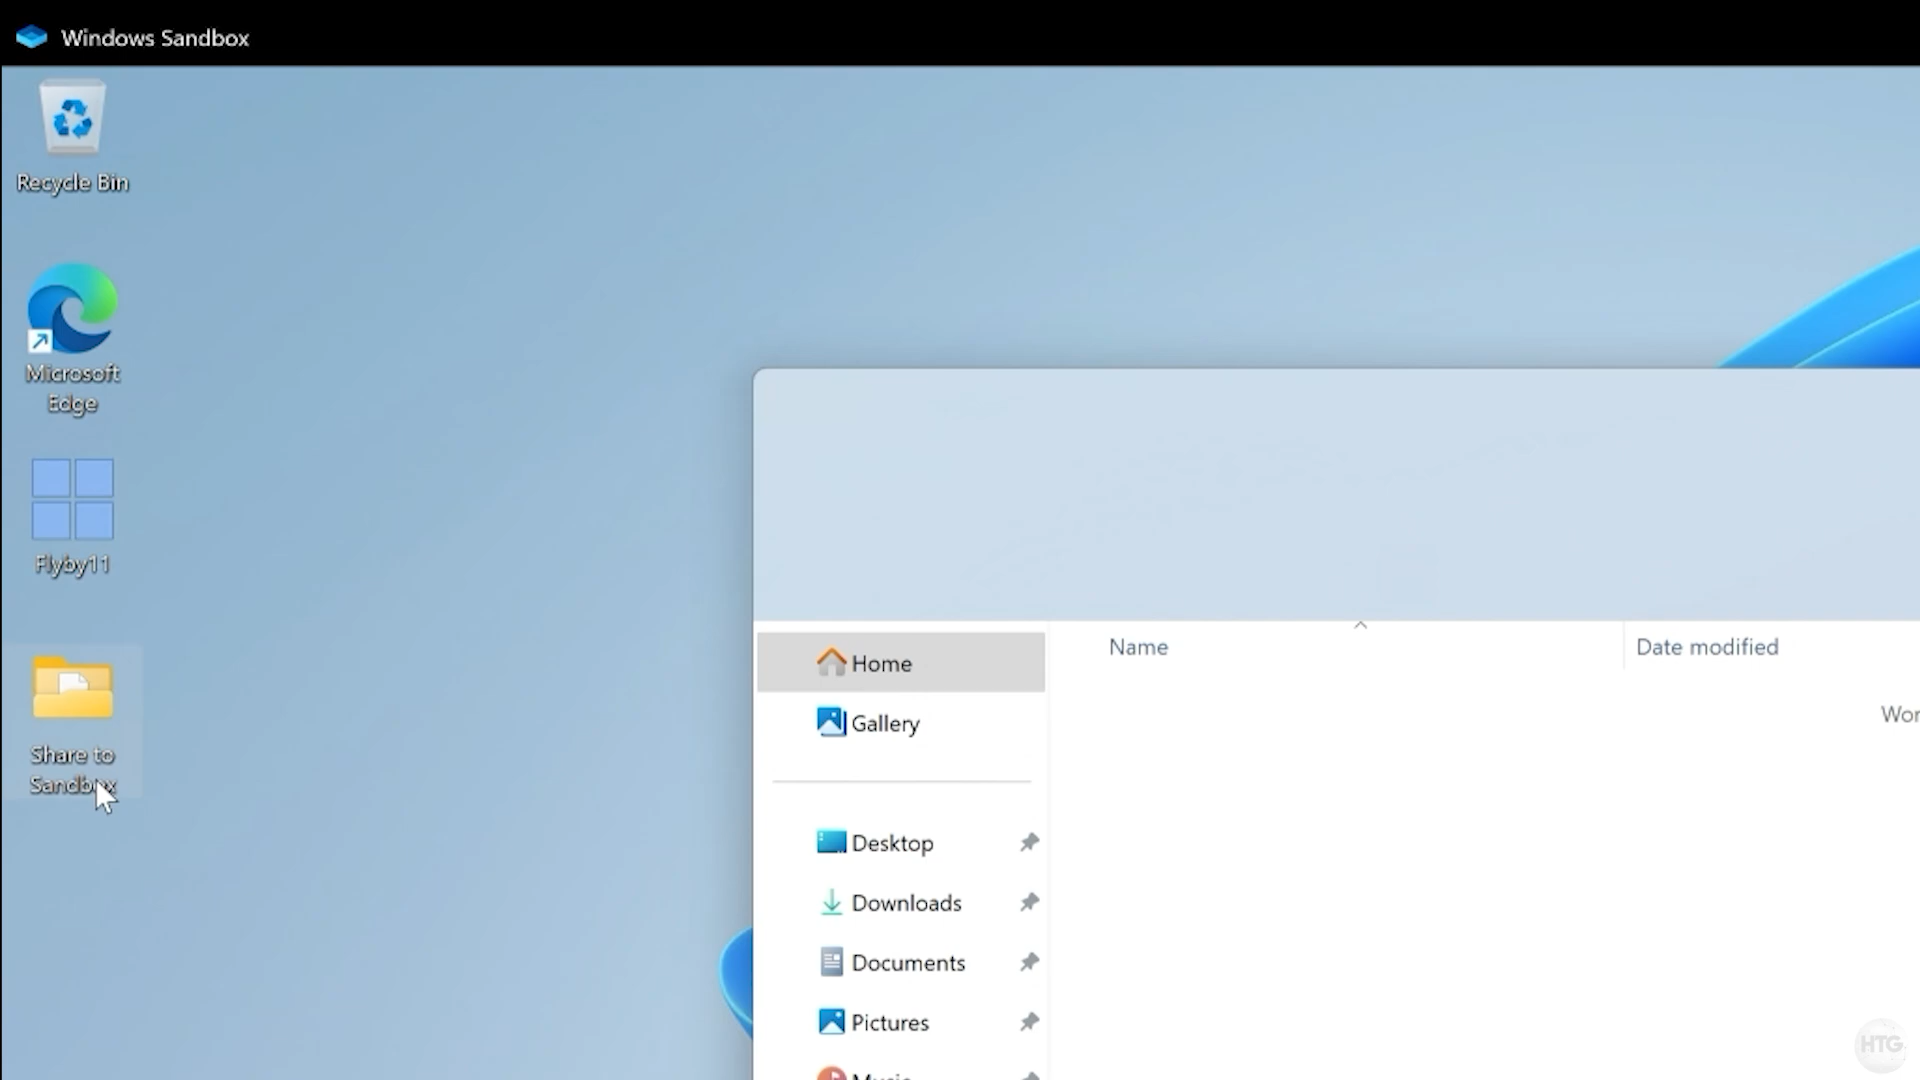 Windows Sandbox
Recycle Bin
Microsoft
Edge
Flyby11
Share to
Sandbox
Home
Gallery
Desktop
Downloads
Documents
Pictures
Music
Name
Date modified
Wor
HTG